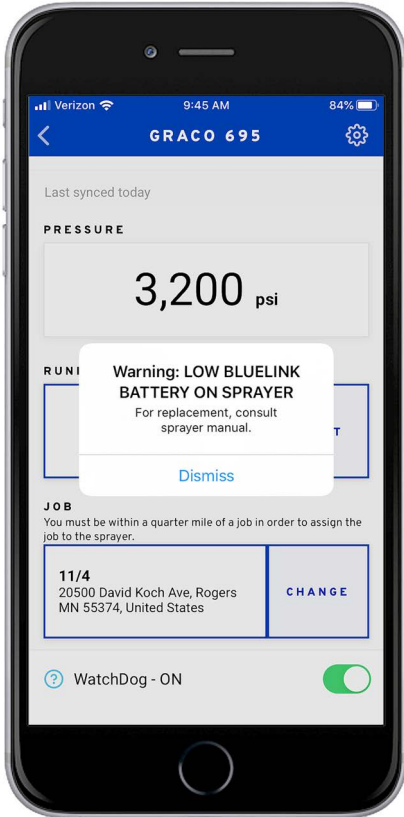 Verizon 9:45 AM 84%
GRACO 695
Last synced today
PRESSURE
3,200 psi
Warning: LOW BLUELINK
BATTERY ON SPRAYER
For replacement, consult
sprayer manual.
Dismiss
JOB
You must be within a quarter mile of a job in order to assign the
job to the sprayer.
11/4
20500 David Koch Ave, Rogers
MN 55374, United States
CHANGE
WatchDog - ON